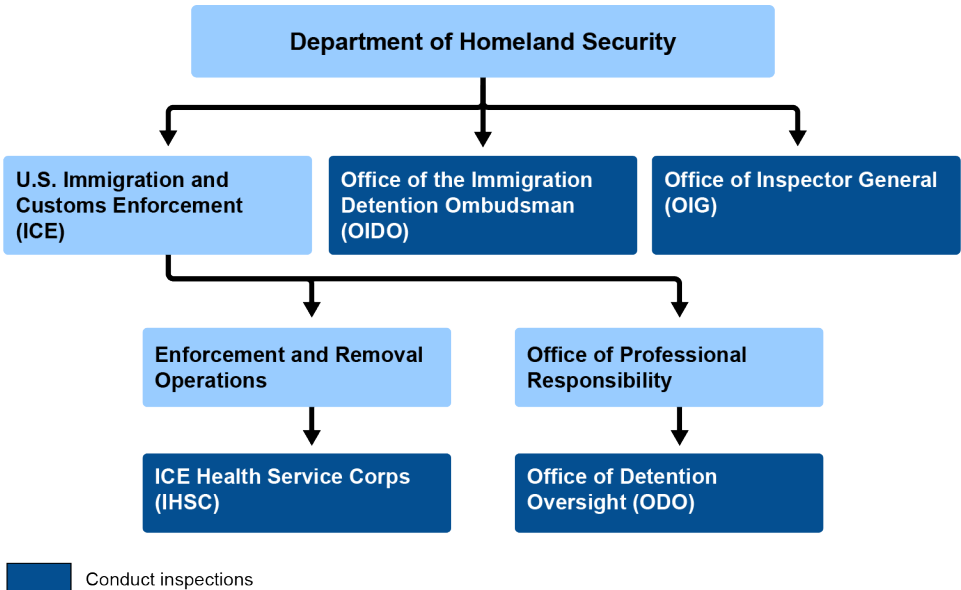 Department of Homeland Security
U.S. Immigration and
Customs Enforcement
(ICE)
Office of the Immigration
Detention Ombudsman
(OIDO)
Office of Inspector General
(OIG)
Enforcement and Removal
Operations
Office of Professional
Responsibility
ICE Health Service Corps
(IHSC)
Office of Detention
Oversight (ODO)
Conduct inspections